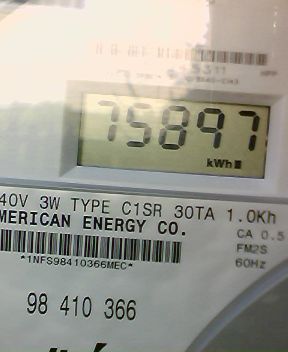 75897
kWh
40V 3W TYPE C1SR 30TA 1.0Kh
MERICAN ENERGY CO.
CA 0.5
FM2S
*1NFS98410366MEC*
60Hz
98 410 366